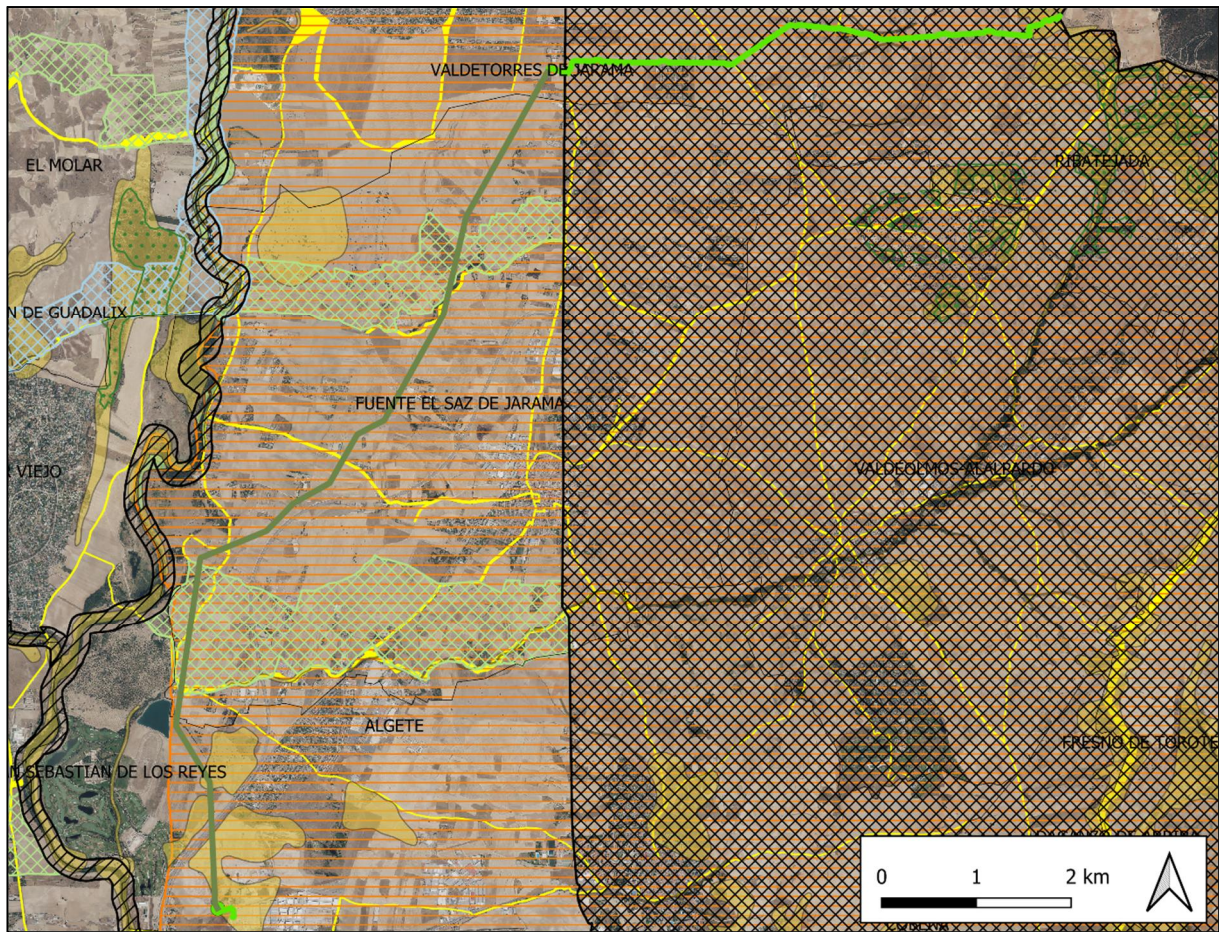 VALDETORRES DE JARAMA
EL MOLAR
RIBATEJADA
N DE GUADALIX
FUENTE EL SAZ DE JARAMA
VIEJO
VALDEOLMOS-ALALPARDO
ALGETE
FRESNO DE TOROTE
N SEBASTIÁN DE LOS REYES
0 1 2 km